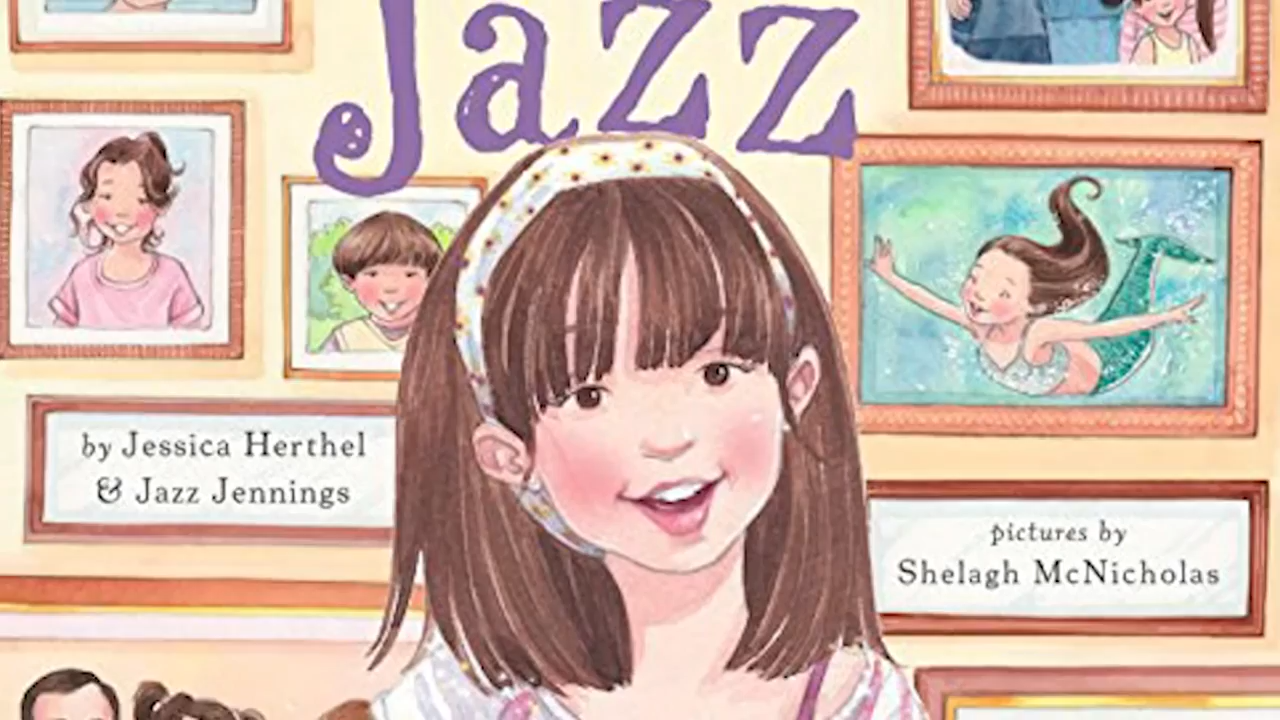 Jazz
by Jessica Herthel
& Jazz Jennings
pictures by
Shelagh McNicholas